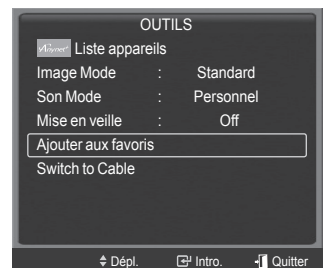 OUTILS
Anynet+ Liste appareils
Image Mode : Standard
Son Mode : Personnel
Mise en veille : Off
Ajouter aux favoris
Switch to Cable
Dépl. Intro. Quitter